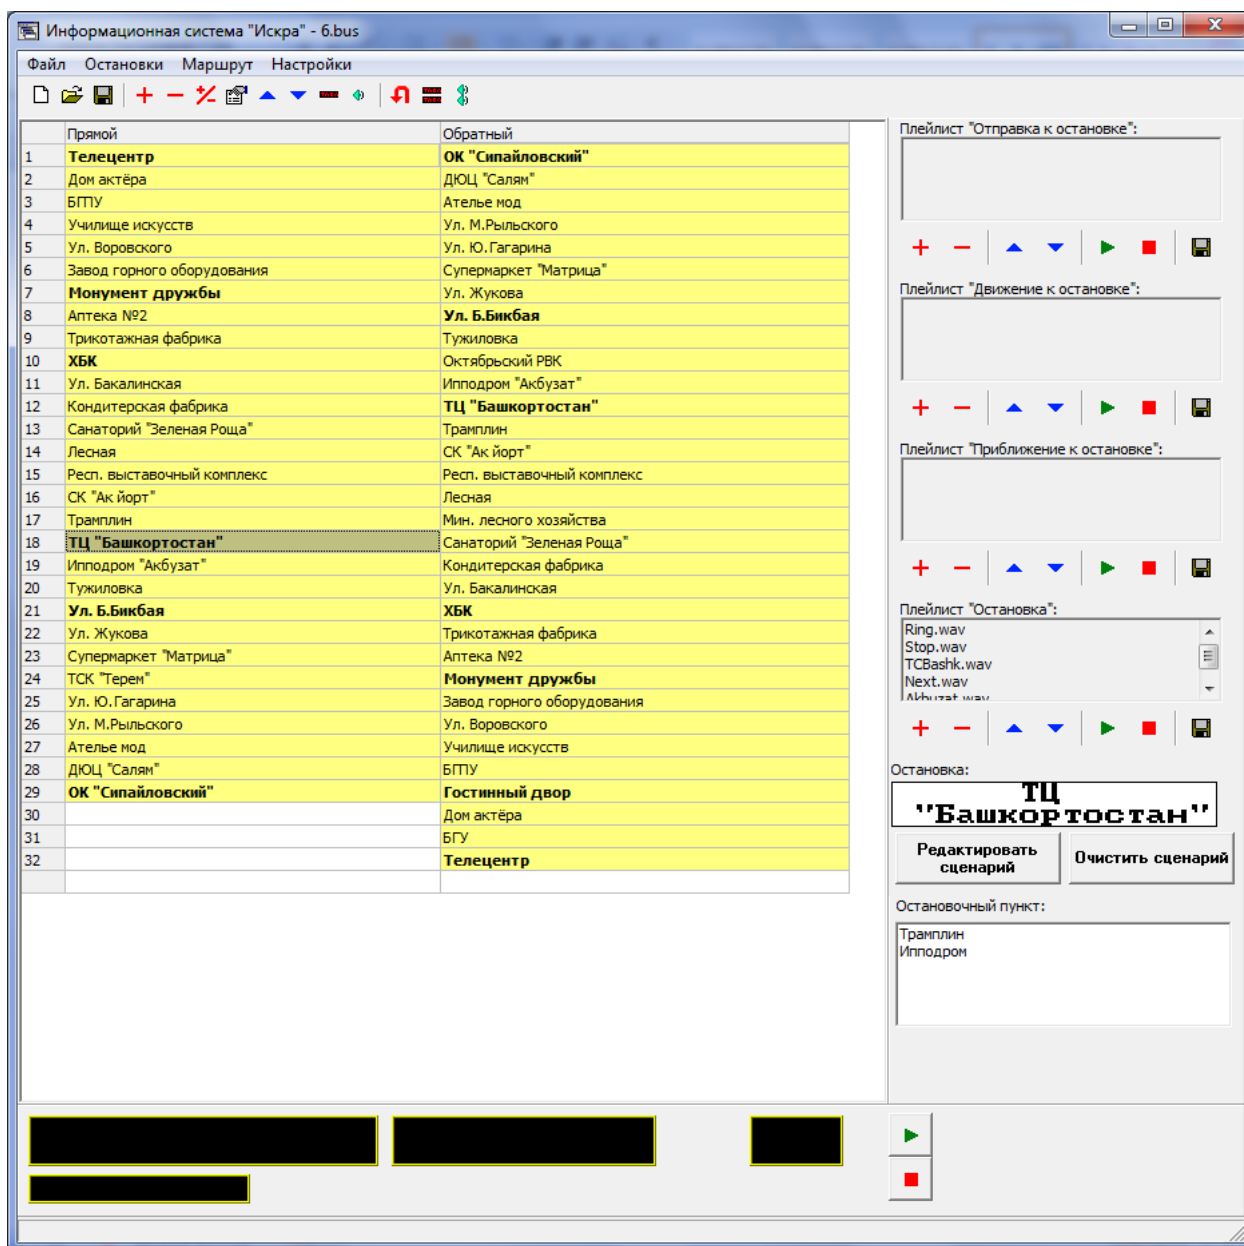 Информационная система "Искра" - 6.bus
Файл Остановки Маршрут Настройки
Прямой Обратный
1 Телецентр ОК "Сипайловский"
2 Дом актёра ДЮЦ "Салям"
3 БГПУ Ателье мод
4 Училище искусств Ул. М.Рыльского
5 Ул. Воровского Ул. Ю.Гагарина
6 Завод горного оборудования Супермаркет "Матрица"
7 Монумент дружбы Ул. Жукова
8 Аптека №2 Ул. Б.Бикбая
9 Трикотажная фабрика Тужиловка
10 ХБК Октябрьский РВК
11 Ул. Бакалинская Ипподром "Акбузат"
12 Кондитерская фабрика ТЦ "Башкортостан"
13 Санаторий "Зеленая Роща" Трамплин
14 Лесная СК "Ак йорт"
15 Респ. выставочный комплекс Респ. выставочный комплекс
16 СК "Ак йорт" Лесная
17 Трамплин Мин. лесного хозяйства
18 ТЦ "Башкортостан" Санаторий "Зеленая Роща"
19 Ипподром "Акбузат" Кондитерская фабрика
20 Тужиловка Ул. Бакалинская
21 Ул. Б.Бикбая ХБК
22 Ул. Жукова Трикотажная фабрика
23 Супермаркет "Матрица" Аптека №2
24 ТСК "Терем" Монумент дружбы
25 Ул. Ю.Гагарина Завод горного оборудования
26 Ул. М.Рыльского Ул. Воровского
27 Ателье мод Училище искусств
28 ДЮЦ "Салям" БГПУ
29 ОК "Сипайловский" Гостинный двор
30 Дом актёра
31 БГУ
32 Телецентр
Плейлист "Отправка к остановке":
Плейлист "Движение к остановке":
Плейлист "Приближение к остановке":
Плейлист "Остановка":
Ring.wav
Stop.wav
TCBashk.wav
Next.wav
Akbuzat.wav
Остановка:
ТЦ
"Башкортостан"
Редактировать
сценарий
Очистить сценарий
Остановочный пункт:
Трамплин
Ипподром